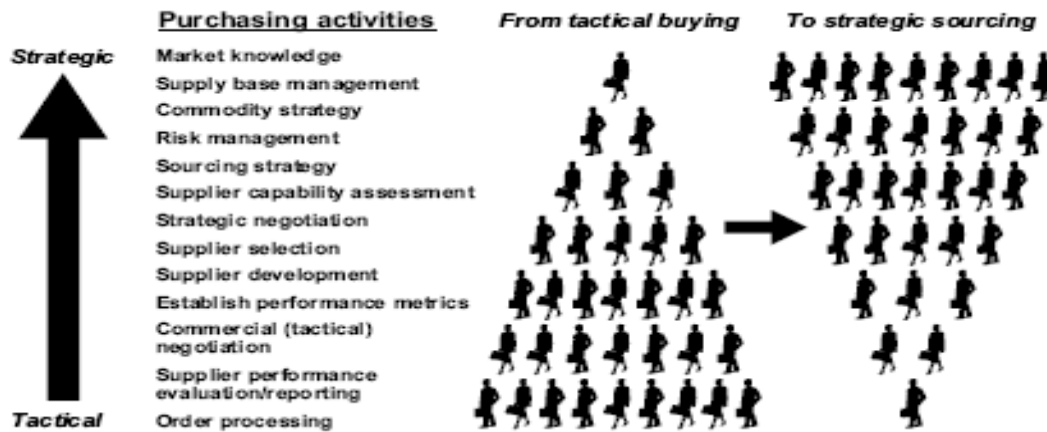 Purchasing activities
From tactical buying
To strategic sourcing
Strategic
Market knowledge
Supply base management
Commodity strategy
Risk management
Sourcing strategy
Supplier capability assessment
Strategic negotiation
Supplier selection
Supplier development
Establish performance metrics
Commercial (tactical)
negotiation
Supplier performance
evaluation/reporting
Tactical
Order processing